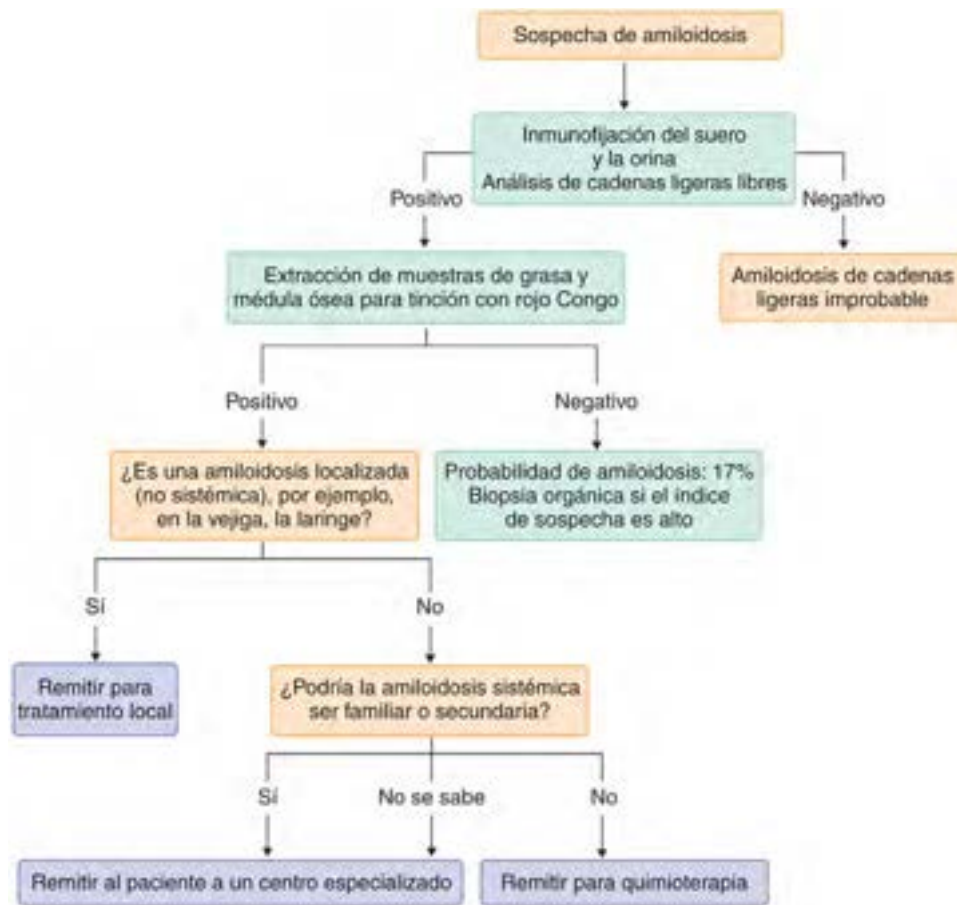 Sospecha de amiloidosis
Inmunofijación del suero
y la orina
Análisis de cadenas ligeras libres
Positivo
Negativo
Extracción de muestras de grasa y
médula ósea para tinción con rojo Congo
Amiloidosis de cadenas
ligeras improbable
Positivo
Negativo
¿Es una amiloidosis localizada
(no sistémica), por ejemplo,
en la vejiga, la laringe?
Probabilidad de amiloidosis: 17%
Biopsia orgánica si el índice
de sospecha es alto
Sí
No
Remitir para
tratamiento local
¿Podría la amiloidosis sistémica
ser familiar o secundaria?
Sí
No se sabe
No
Remitir al paciente a un centro especializado
Remitir para quimioterapia